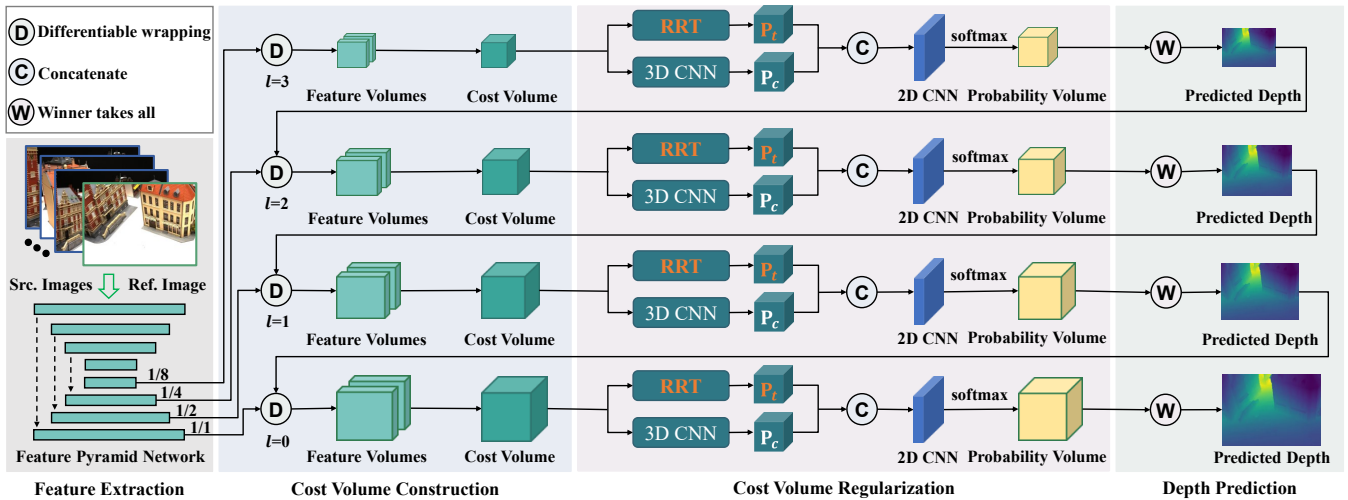 D Differentiable wrapping
C Concatenate
W Winner takes all
Src. Images Ref. Image
1/8
1/4
1/2
1/1
Feature Pyramid Network
Feature Extraction
D
l=3
Feature Volumes
Cost Volume
RRT
P_t
3D CNN
P_c
C
2D CNN
softmax
Probability Volume
W
Predicted Depth
D
l=2
Feature Volumes
Cost Volume
RRT
P_t
3D CNN
P_c
C
2D CNN
softmax
Probability Volume
W
Predicted Depth
D
l=1
Feature Volumes
Cost Volume
RRT
P_t
3D CNN
P_c
C
2D CNN
softmax
Probability Volume
W
Predicted Depth
D
l=0
Feature Volumes
Cost Volume
RRT
P_t
3D CNN
P_c
C
2D CNN
softmax
Probability Volume
W
Predicted Depth
Cost Volume Construction
Cost Volume Regularization
Depth Prediction